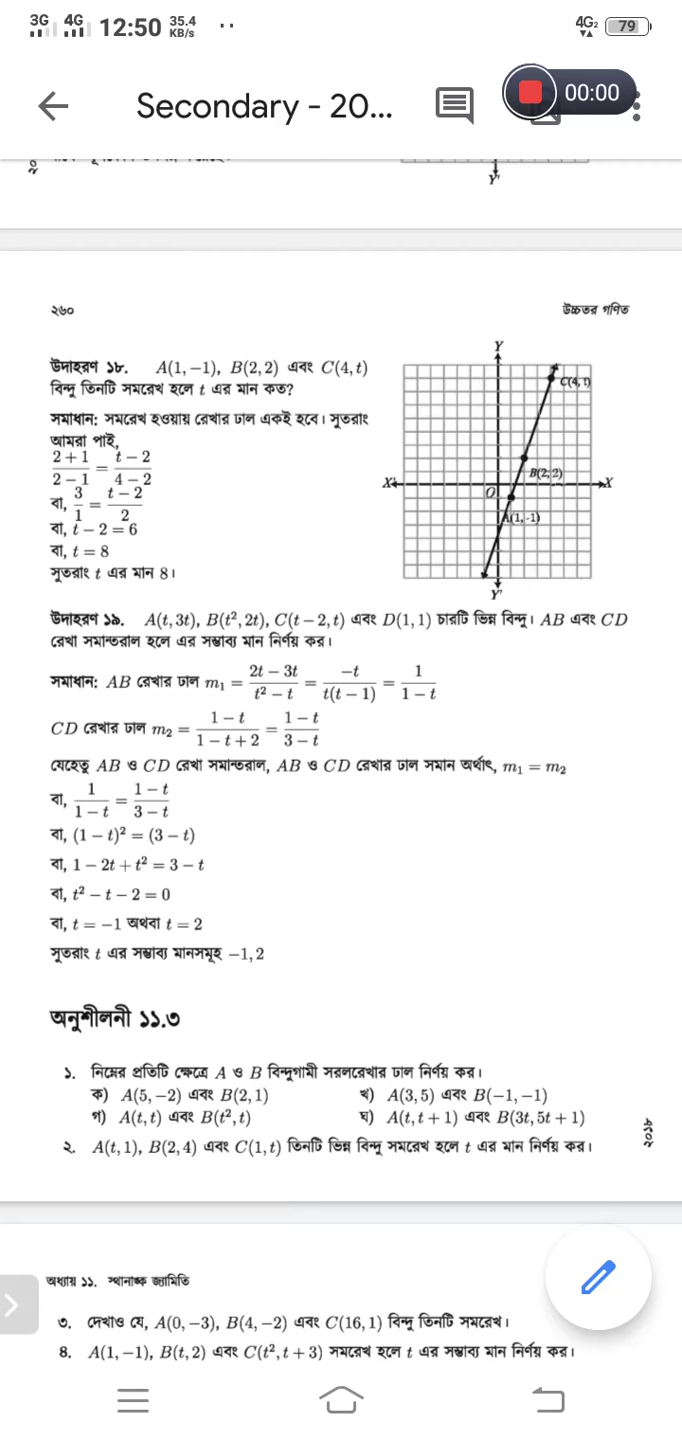 3G 4G 12:50 35.4 KB/s 4G2 79
Secondary - 20... 00:00
Y'
২৬০ উচ্চতর গণিত
উদাহরণ ১৮. A(1, −1), B(2, 2) এবং C(4, t)
বিন্দু তিনটি সমরেখ হলে t এর মান কত?
সমাধান: সমরেখ হওয়ায় রেখার ঢাল একই হবে। সুতরাং
আমরা পাই,
(2 + 1)/(2 − 1) = (t − 2)/(4 − 2)
বা, 3/1 = (t − 2)/2
বা, t − 2 = 6
বা, t = 8
সুতরাং t এর মান 8।
Y
C(4, t)
B(2, 2)
X' O X
A(1, -1)
Y'
উদাহরণ ১৯. A(t, 3t), B(t², 2t), C(t − 2, t) এবং D(1, 1) চারটি ভিন্ন বিন্দু। AB এবং CD
রেখা সমান্তরাল হলে এর সম্ভাব্য মান নির্ণয় কর।
সমাধান: AB রেখার ঢাল m₁ = (2t − 3t)/(t² − t) = −t/(t(t − 1)) = 1/(1 − t)
CD রেখার ঢাল m₂ = (1 − t)/(1 − t + 2) = (1 − t)/(3 − t)
যেহেতু AB ও CD রেখা সমান্তরাল, AB ও CD রেখার ঢাল সমান অর্থাৎ, m₁ = m₂
বা, 1/(1 − t) = (1 − t)/(3 − t)
বা, (1 − t)² = (3 − t)
বা, 1 − 2t + t² = 3 − t
বা, t² − t − 2 = 0
বা, t = −1 অথবা t = 2
সুতরাং t এর সম্ভাব্য মানসমূহ −1, 2
অনুশীলনী ১১.৩
১. নিম্নের প্রতিটি ক্ষেত্রে A ও B বিন্দুগামী সরলরেখার ঢাল নির্ণয় কর।
ক) A(5, −2) এবং B(2, 1) খ) A(3, 5) এবং B(−1, −1)
গ) A(t, t) এবং B(t², t) ঘ) A(t, t + 1) এবং B(3t, 5t + 1)
২. A(t, 1), B(2, 4) এবং C(1, t) তিনটি ভিন্ন বিন্দু সমরেখ হলে t এর মান নির্ণয় কর।
২০১৮
অধ্যায় ১১. স্থানাঙ্ক জ্যামিতি
৩. দেখাও যে, A(0, −3), B(4, −2) এবং C(16, 1) বিন্দু তিনটি সমরেখ।
৪. A(1, −1), B(t, 2) এবং C(t², t + 3) সমরেখ হলে t এর সম্ভাব্য মান নির্ণয় কর।